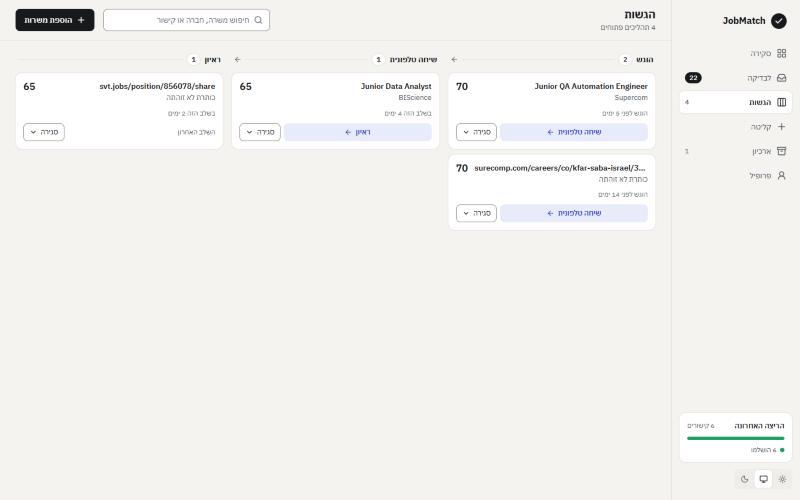 JobMatch
סקירה
לבדיקה 22
הגשות 4
קליטה
ארכיון 1
פרופיל
הריצה האחרונה 6 קישורים
6 הושלמו
הגשות
4 תהליכים פתוחים
חיפוש משרה, חברה או קישור
הוספת משרות
הוגש 2
Junior QA Automation Engineer 70
Supercom
הוגש לפני 5 ימים
שיחה טלפונית
סגירה
surecomp.com/careers/co/kfar-saba-israel/3... 70
כותרת לא זוהתה
הוגש לפני 14 ימים
שיחה טלפונית
סגירה
שיחה טלפונית 1
Junior Data Analyst 65
BIScience
בשלב הזה 4 ימים
ראיון
סגירה
ראיון 1
svt.jobs/position/856078/share 65
כותרת לא זוהתה
בשלב הזה 2 ימים
השלב האחרון
סגירה